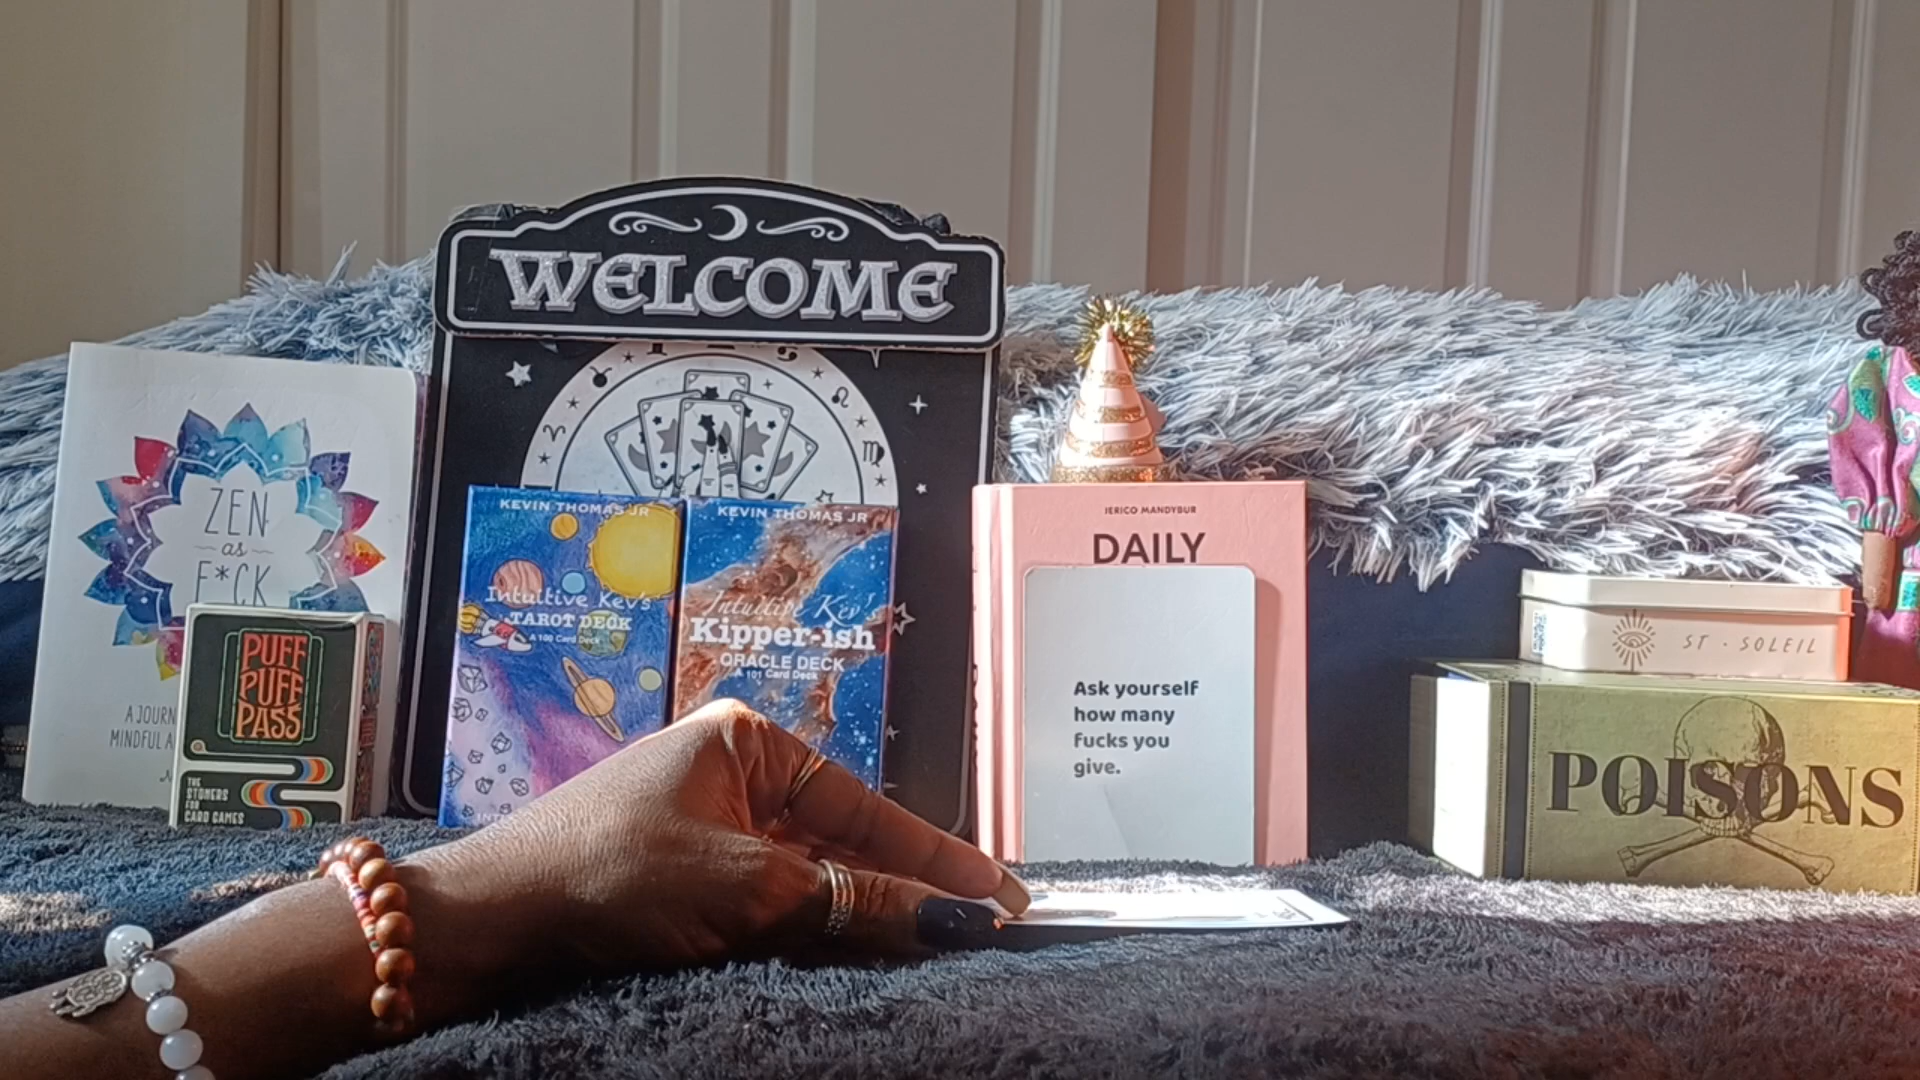 WELCOME
ZEN
as
F*CK
A JOURN
MINDFUL A
PUFF
PUFF
PASS
THE
STONERS
FOR
CARD GAMES
KEVIN THOMAS JR
Intuitive Kev's
TAROT DECK
A 100 Card Deck
KEVIN THOMAS JR
Intuitive Kev's
Kipper-ish
ORACLE DECK
A 101 Card Deck
JERICO MANDYBUR
DAILY
Ask yourself
how many
fucks you
give.
ST · SOLEIL
POISONS